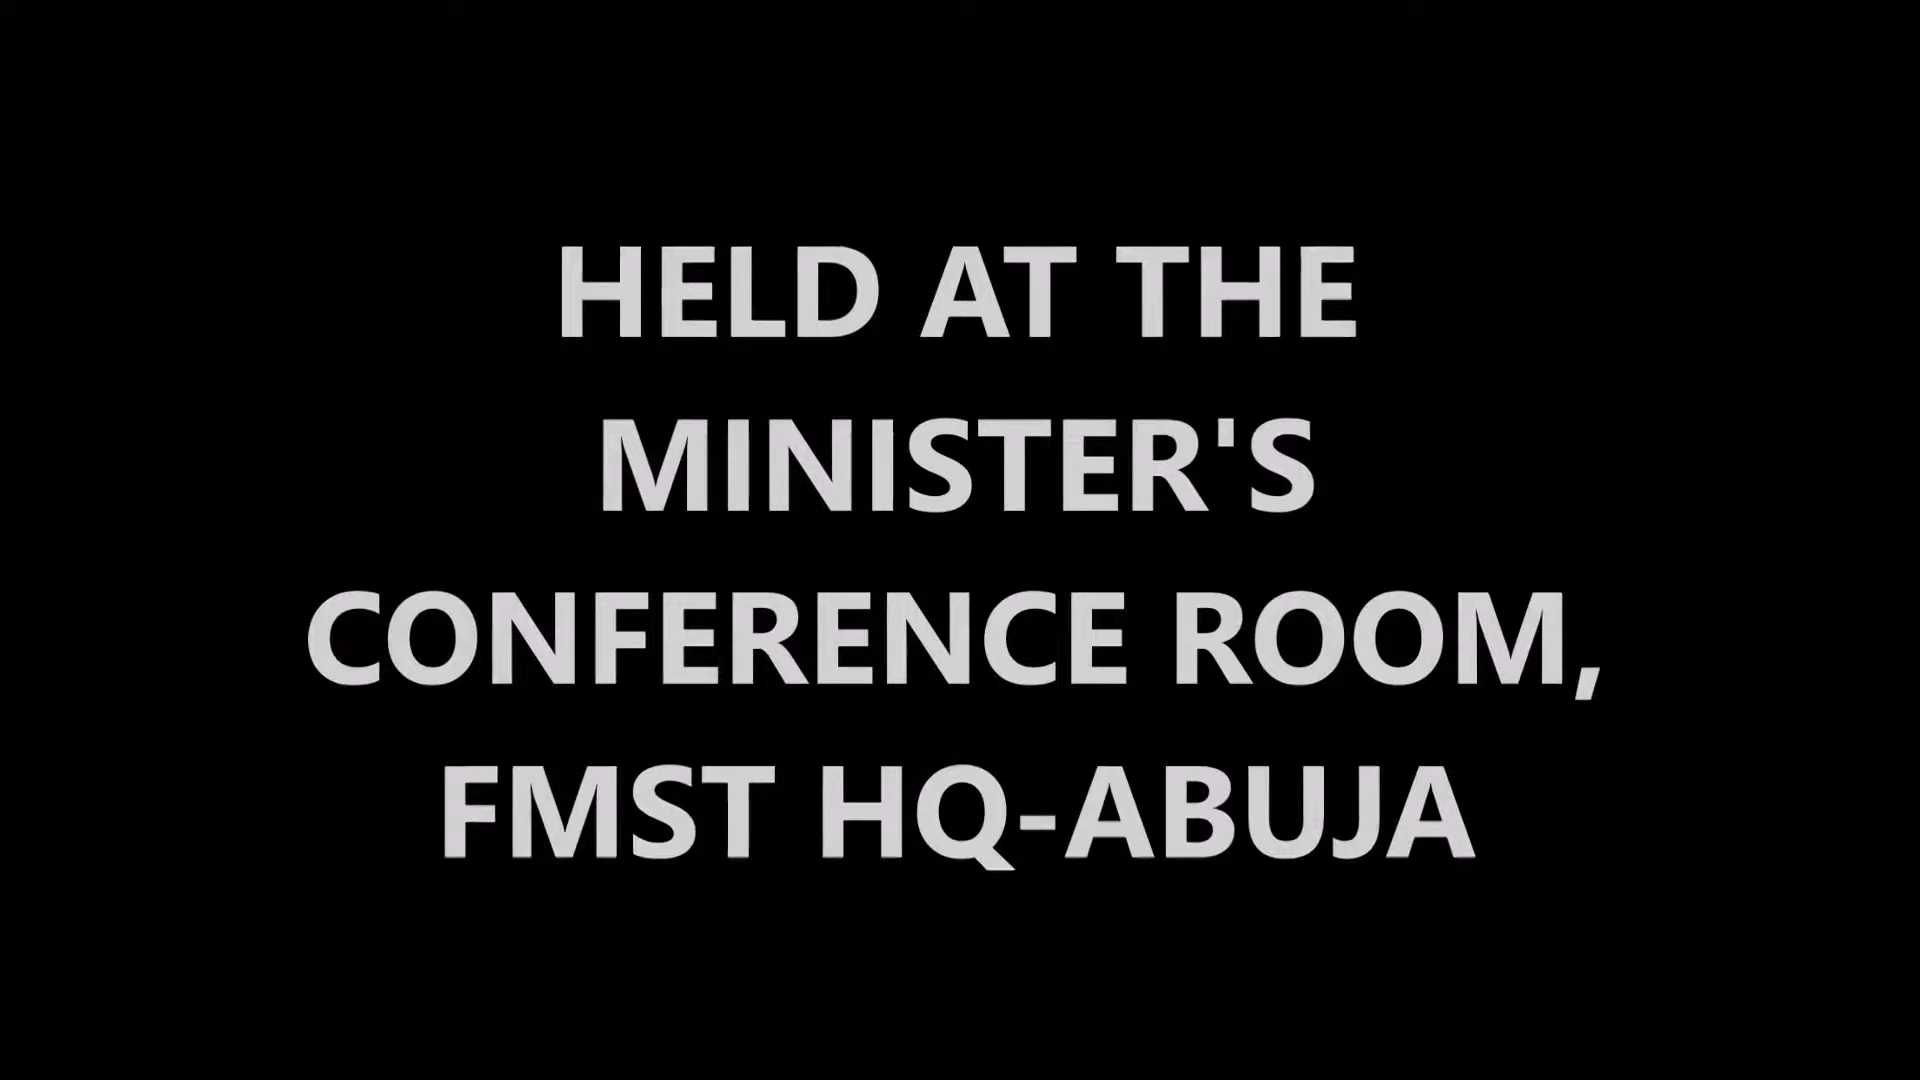 HELD AT THE
MINISTER'S
CONFERENCE ROOM,
FMST HQ-ABUJA